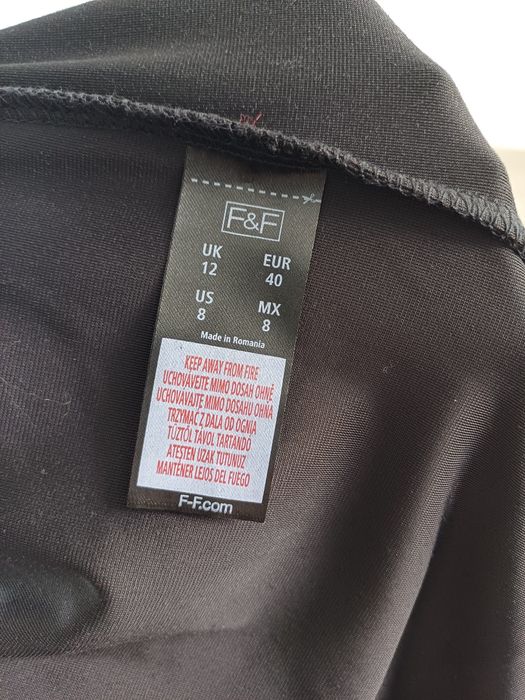 F&F
UK EUR
12 40
US MX
8 8
Made in Romania
KEEP AWAY FROM FIRE
UCHOVÁVEJTE MIMO DOSAH OHNĚ
UCHOVÁVAJTE MIMO DOSAHU OHŇA
TRZYMAĆ Z DALA OD OGNIA
TŰZTŐL TÁVOL TARTANDÓ
ATEŞTEN UZAK TUTUNUZ
MANTENER LEJOS DEL FUEGO
F-F.com